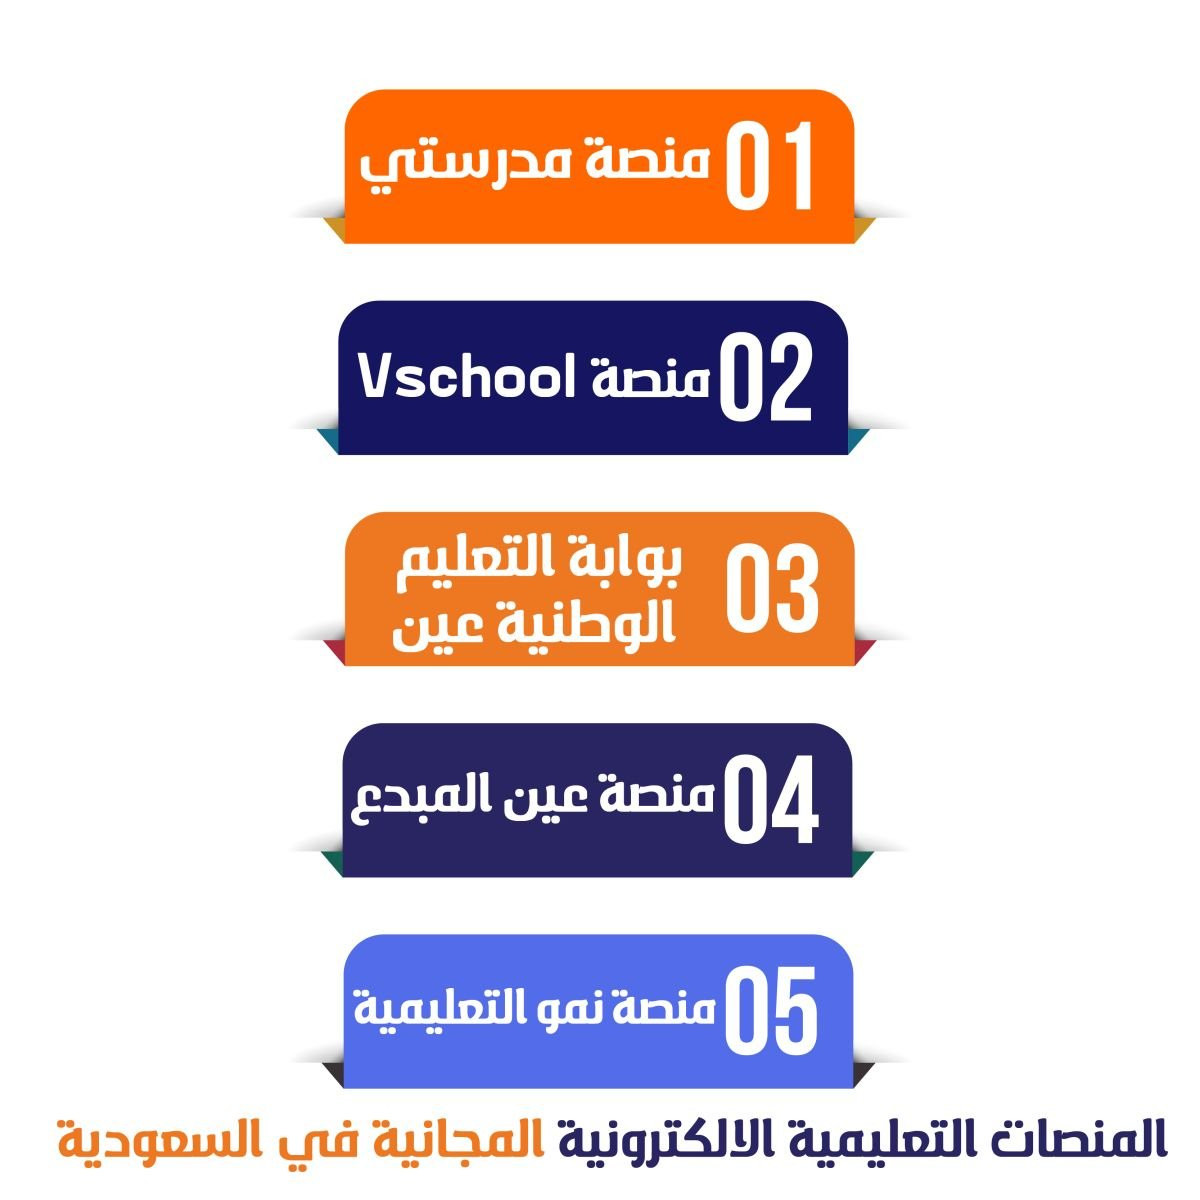 01 منصة مدرستي
02 منصة Vschool
03 بوابة التعليم
الوطنية عين
04 منصة عين المبدع
05 منصة نمو التعليمية
المنصات التعليمية الالكترونية المجانية في السعودية